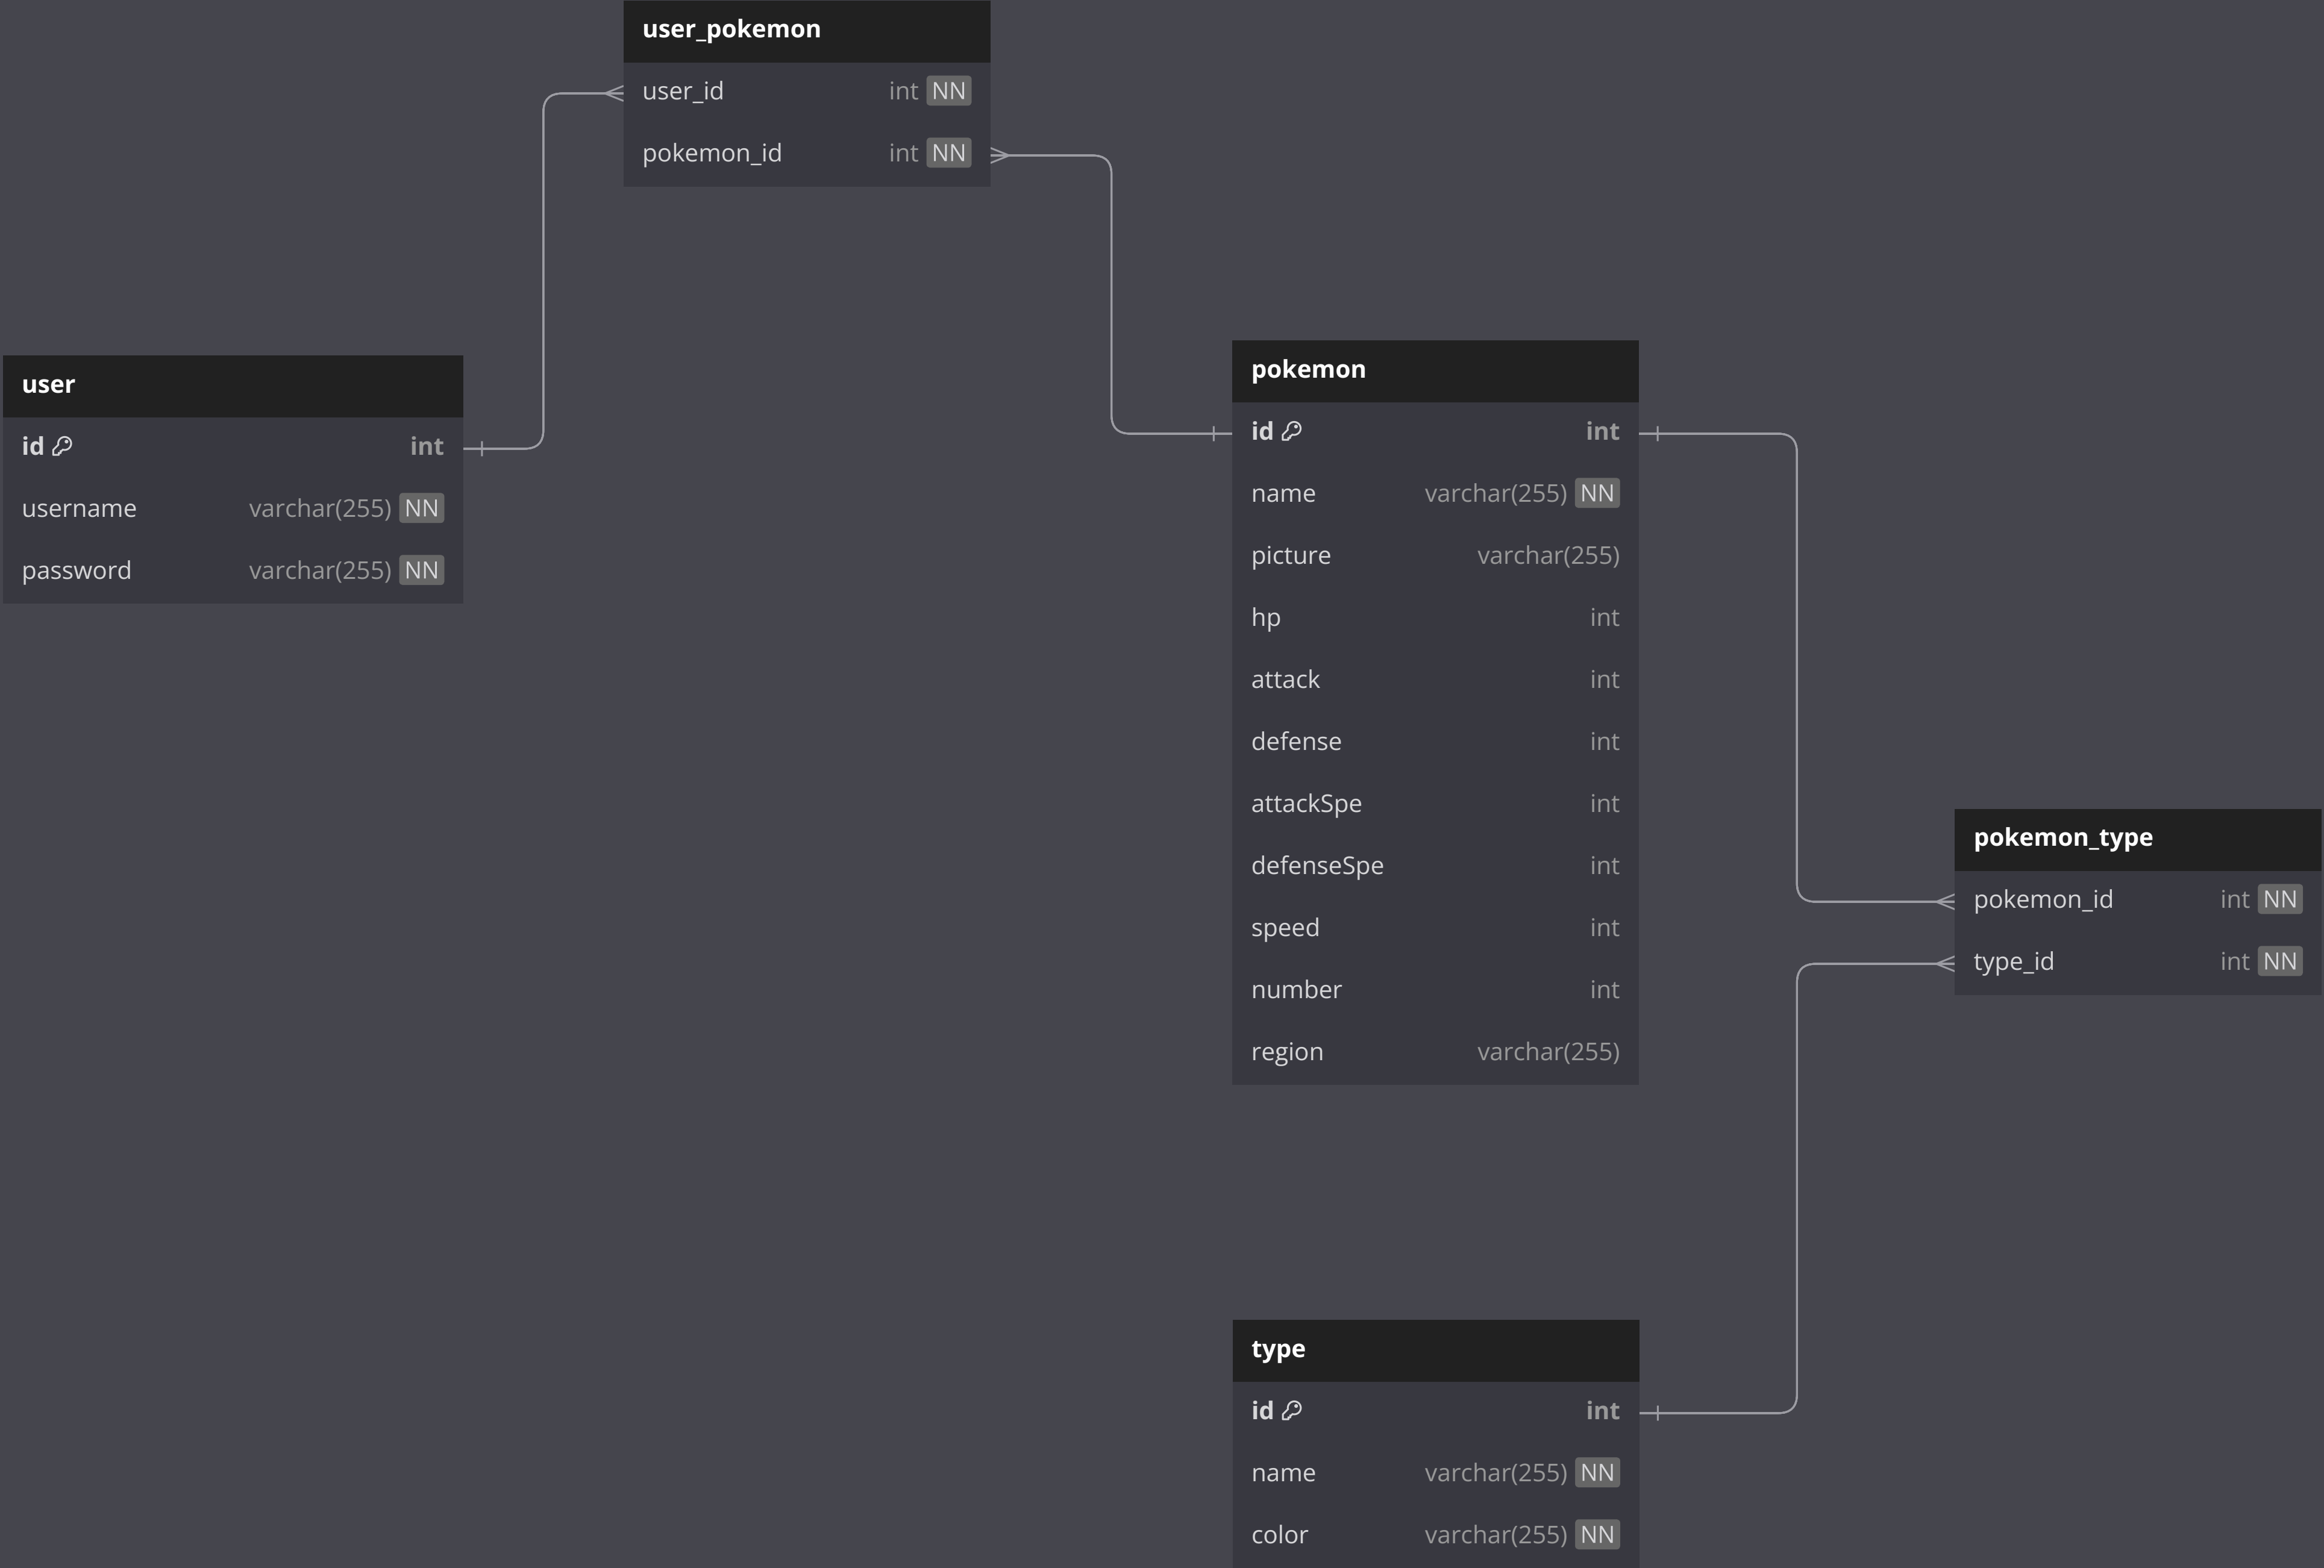 user_pokemon
user_id int NN
pokemon_id int NN
user
id int
username varchar(255) NN
password varchar(255) NN
pokemon
id int
name varchar(255) NN
picture varchar(255)
hp int
attack int
defense int
attackSpe int
defenseSpe int
speed int
number int
region varchar(255)
pokemon_type
pokemon_id int NN
type_id int NN
type
id int
name varchar(255) NN
color varchar(255) NN